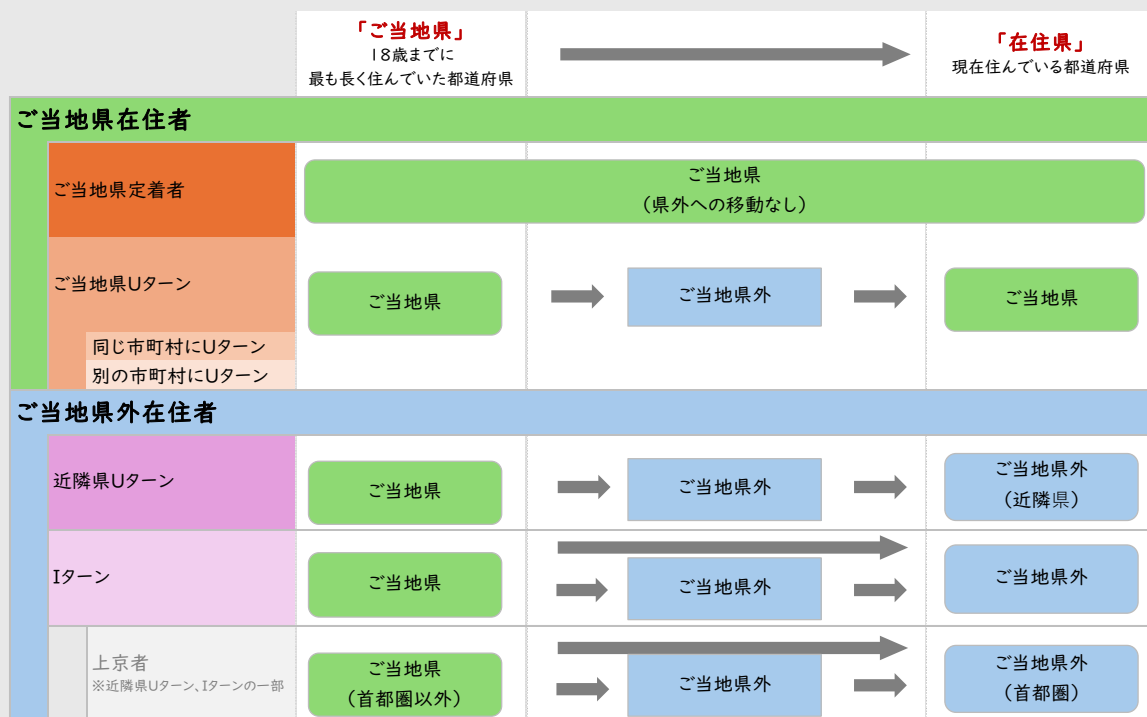 「ご当地県」
18歳までに
最も長く住んでいた都道府県
「在住県」
現在住んでいる都道府県
ご当地県在住者
ご当地県定着者
ご当地県
（県外への移動なし）
ご当地県Uターン
ご当地県
ご当地県外
ご当地県
同じ市町村にUターン
別の市町村にUターン
ご当地県外在住者
近隣県Uターン
ご当地県
ご当地県外
ご当地県外
（近隣県）
Iターン
ご当地県
ご当地県外
ご当地県外
上京者
※近隣県Uターン、Iターンの一部
ご当地県
（首都圏以外）
ご当地県外
ご当地県外
（首都圏）